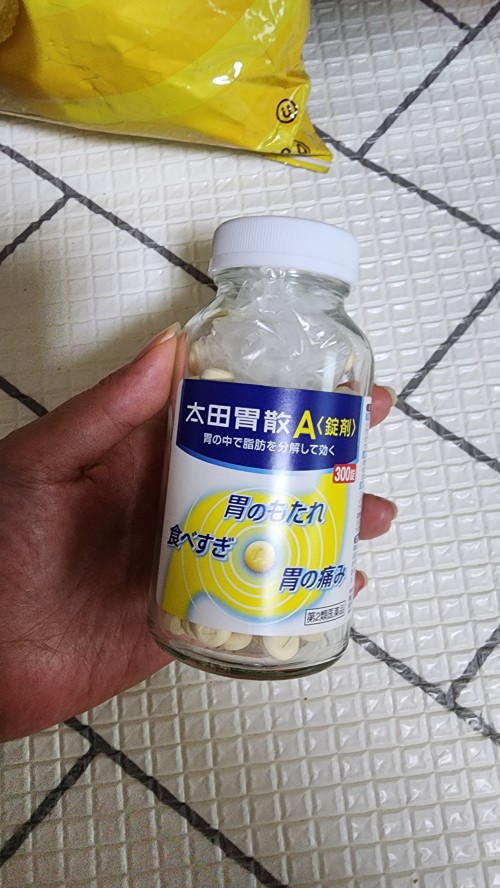 太田胃散A〈錠剤〉
胃の中で脂肪を分解して効く
300錠
胃のもたれ
食べすぎ
胃の痛み
第2類医薬品